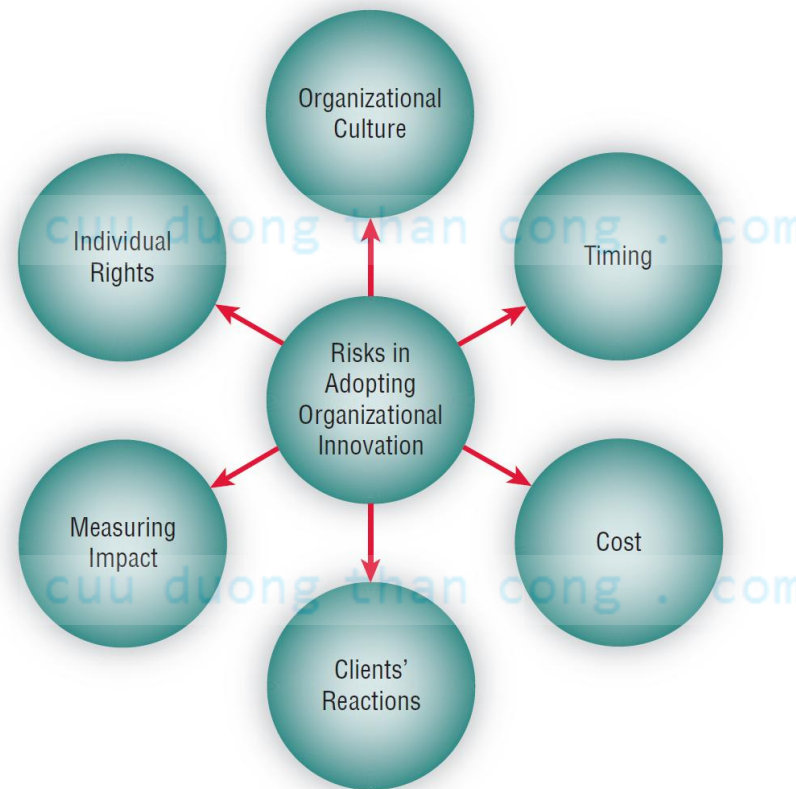 Organizational
Culture
Individual
Rights
Timing
Risks in
Adopting
Organizational
Innovation
Measuring
Impact
Cost
Clients'
Reactions
cuu duong than cong . com
cuu duong than cong . com